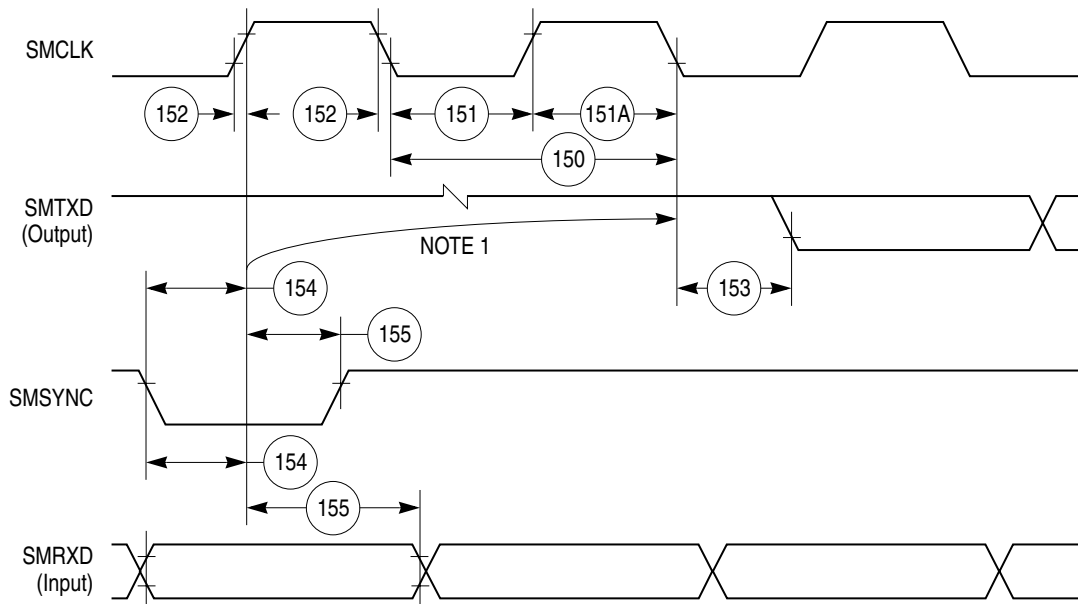 SMCLK
152
152
151
151A
150
SMTXD
(Output)
NOTE 1
154
153
155
SMSYNC
154
155
SMRXD
(Input)